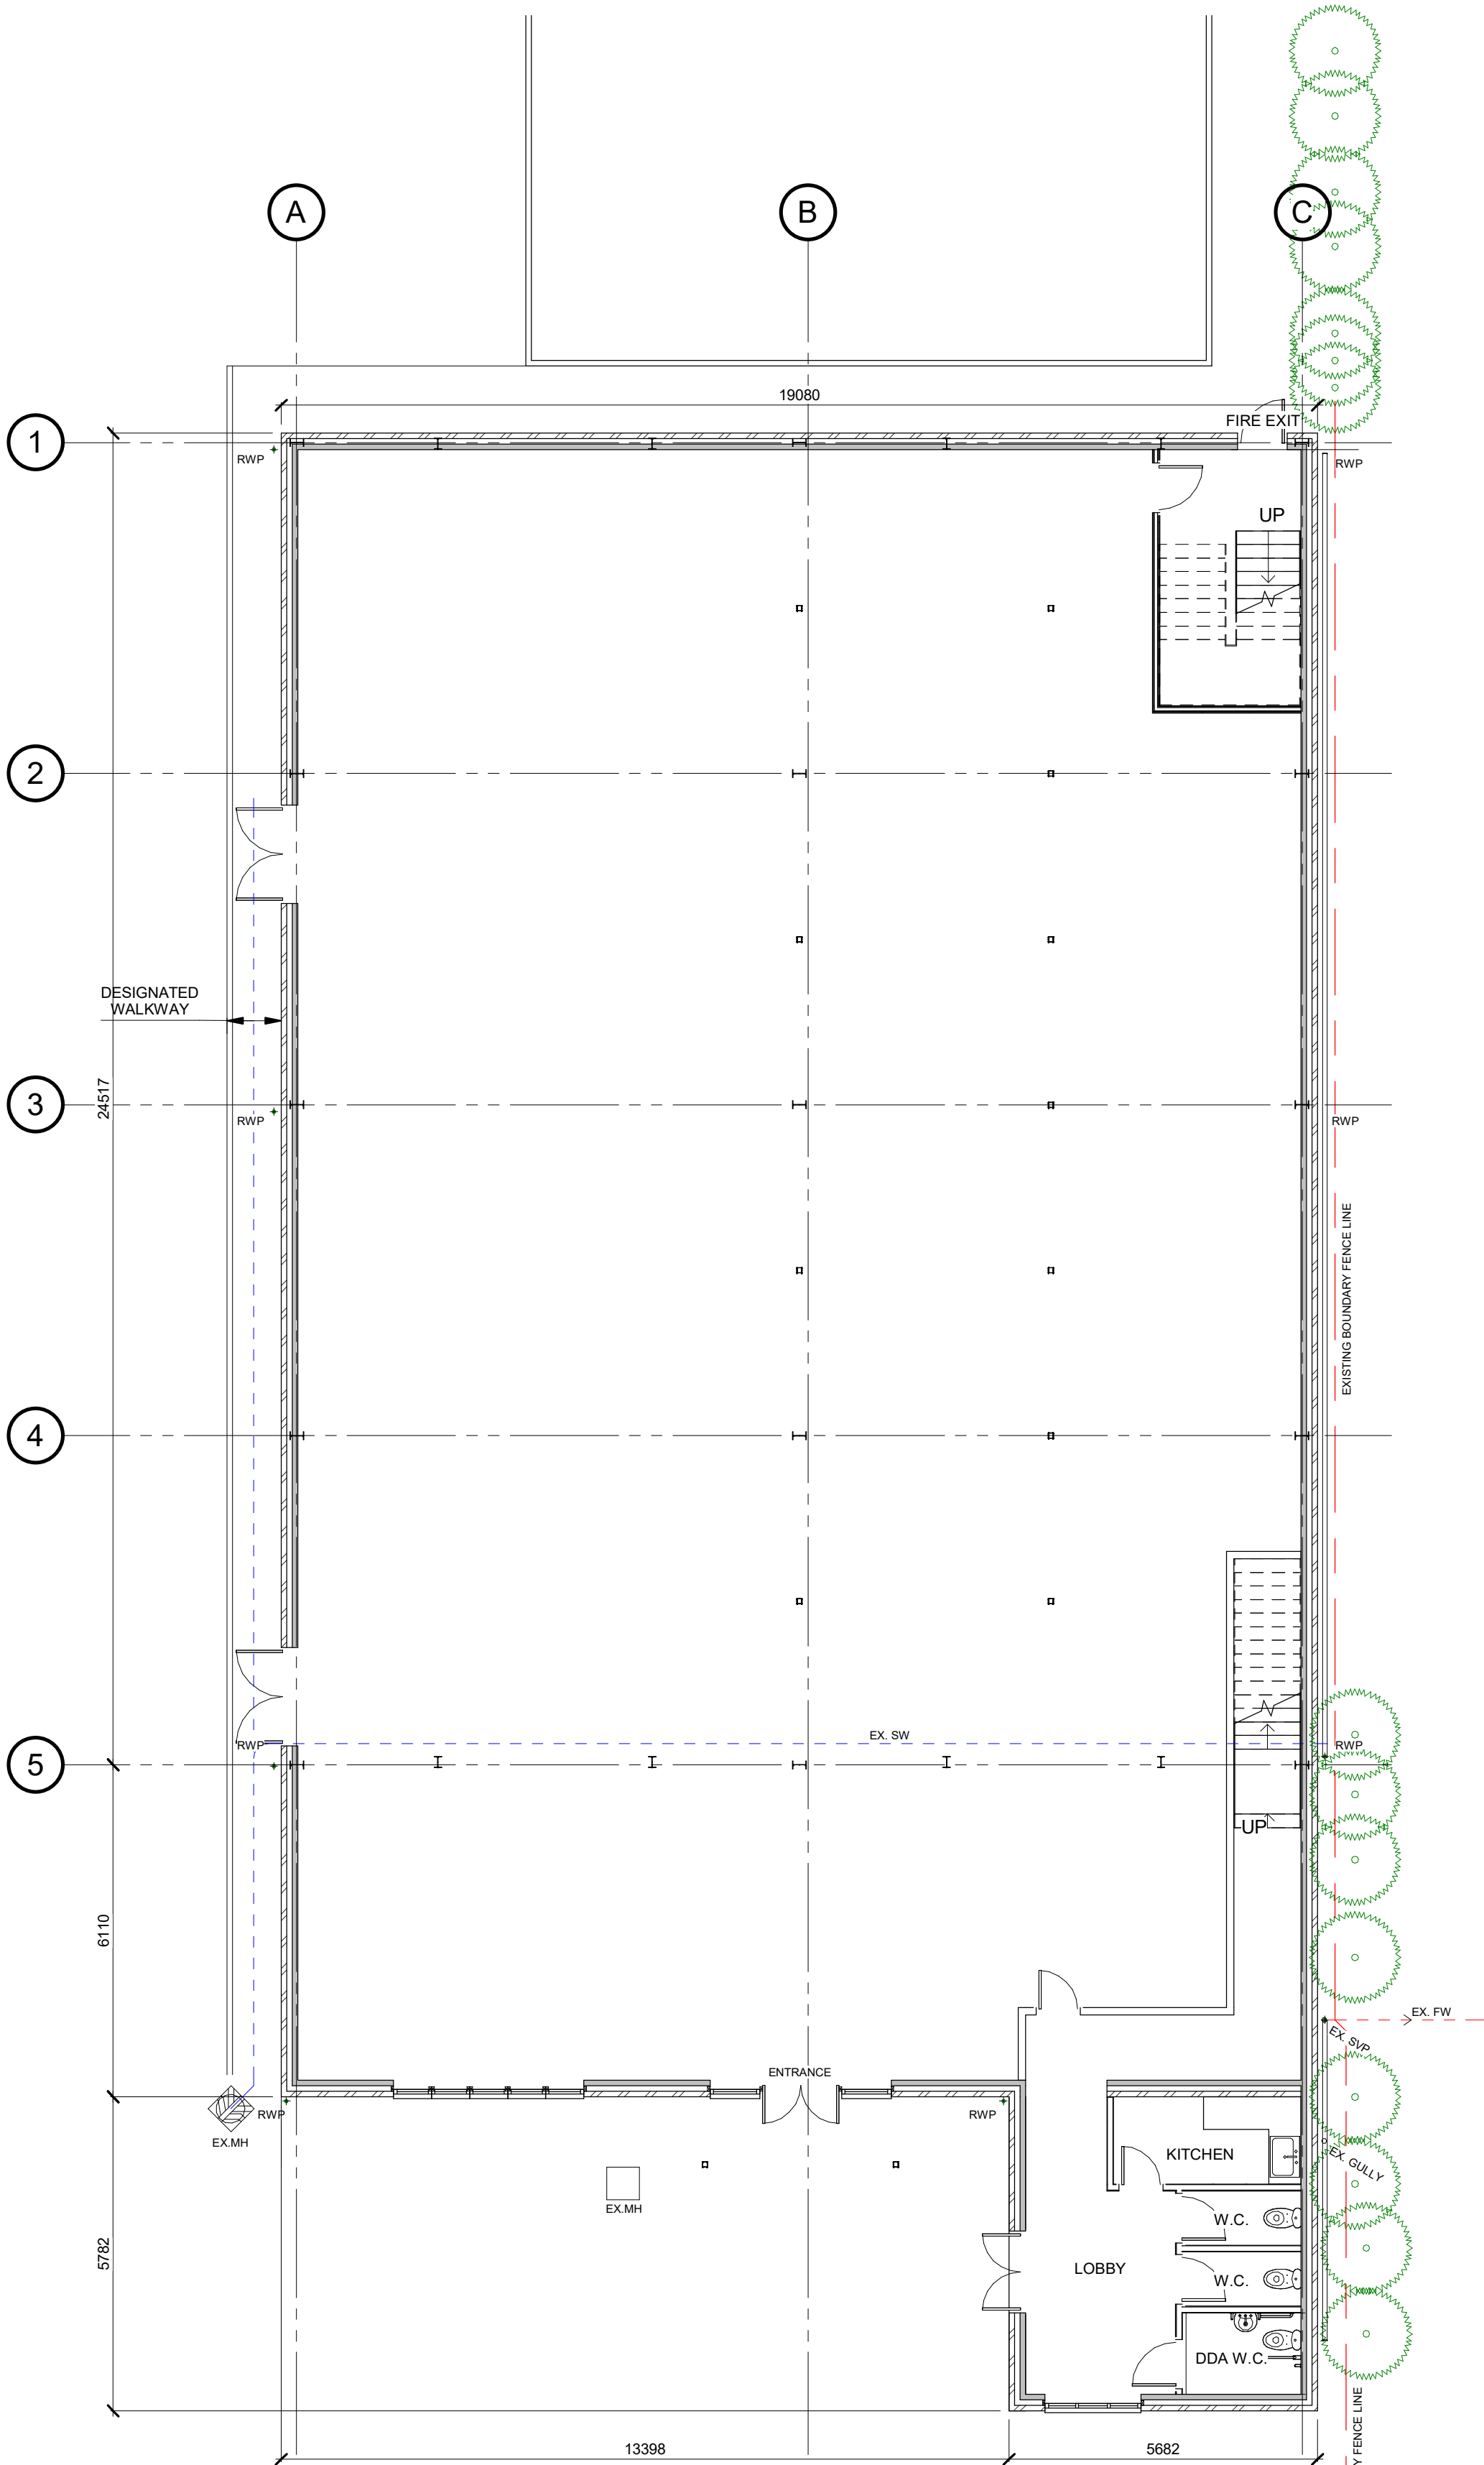 A
B
C
19080
FIRE EXIT
1
RWP
RWP
UP
2
DESIGNATED
WALKWAY
24517
3
RWP
RWP
EXISTING BOUNDARY FENCE LINE
4
EX. SW
RWP
RWP
5
UP
6110
EX. FW
EX. SVP
ENTRANCE
RWP
RWP
EX.MH
KITCHEN
EX. GULLY
EX.MH
W.C.
5782
LOBBY
W.C.
DDA W.C.
Y FENCE LINE
13398
5682